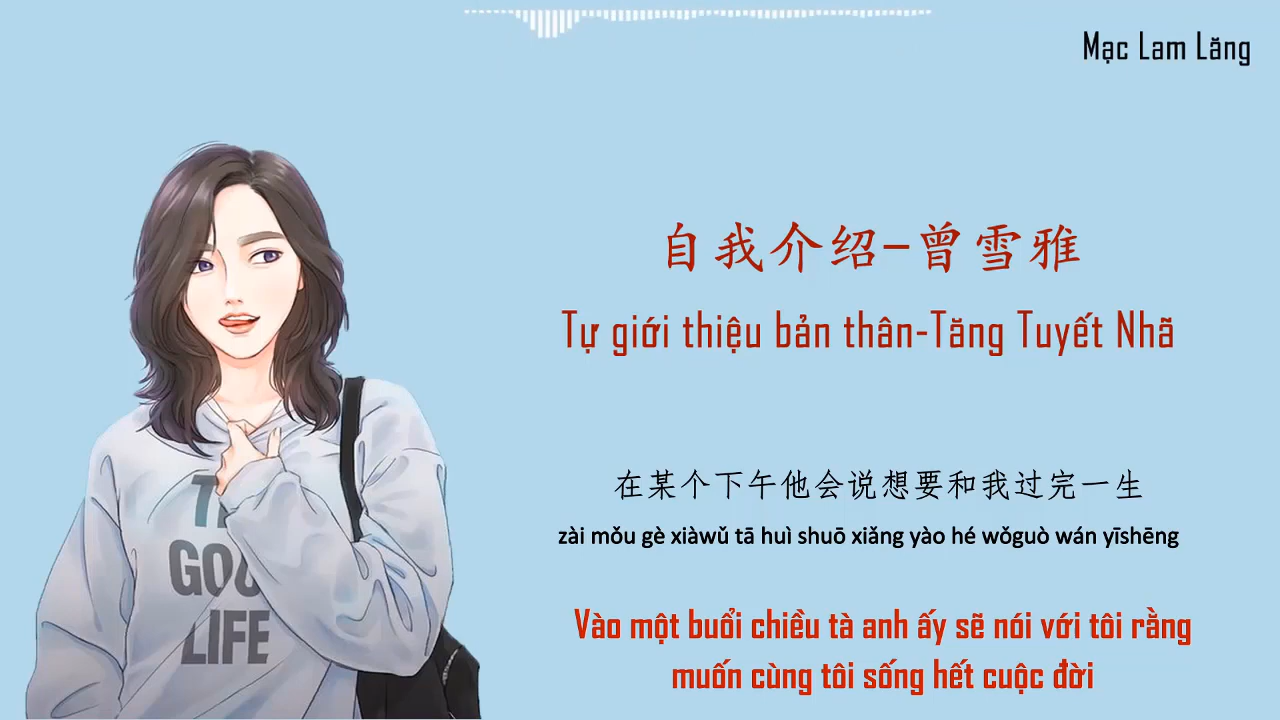 Mạc Lam Lăng
自我介绍-曾雪雅
Tự giới thiệu bản thân-Tăng Tuyết Nhã
在某个下午他会说想要和我过完一生
zài mǒu gè xiàwǔ tā huì shuō xiǎng yào hé wǒguò wán yīshēng
Vào một buổi chiều tà anh ấy sẽ nói với tôi rằng
muốn cùng tôi sống hết cuộc đời
GOO
LIFE